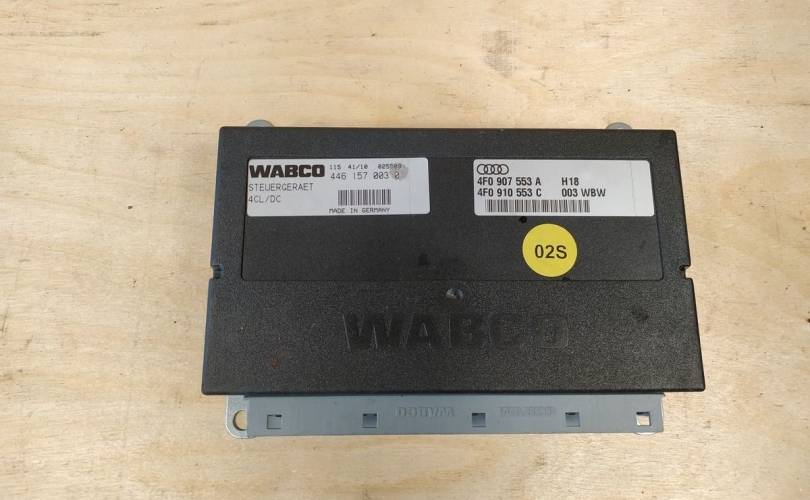 WABCO 115 41/10
446 157 003 0
STEUERGERAET
4CL/DC
MADE IN GERMANY
4F0 907 553 A H18
4F0 910 553 C 003 WBW
02S
WABCO